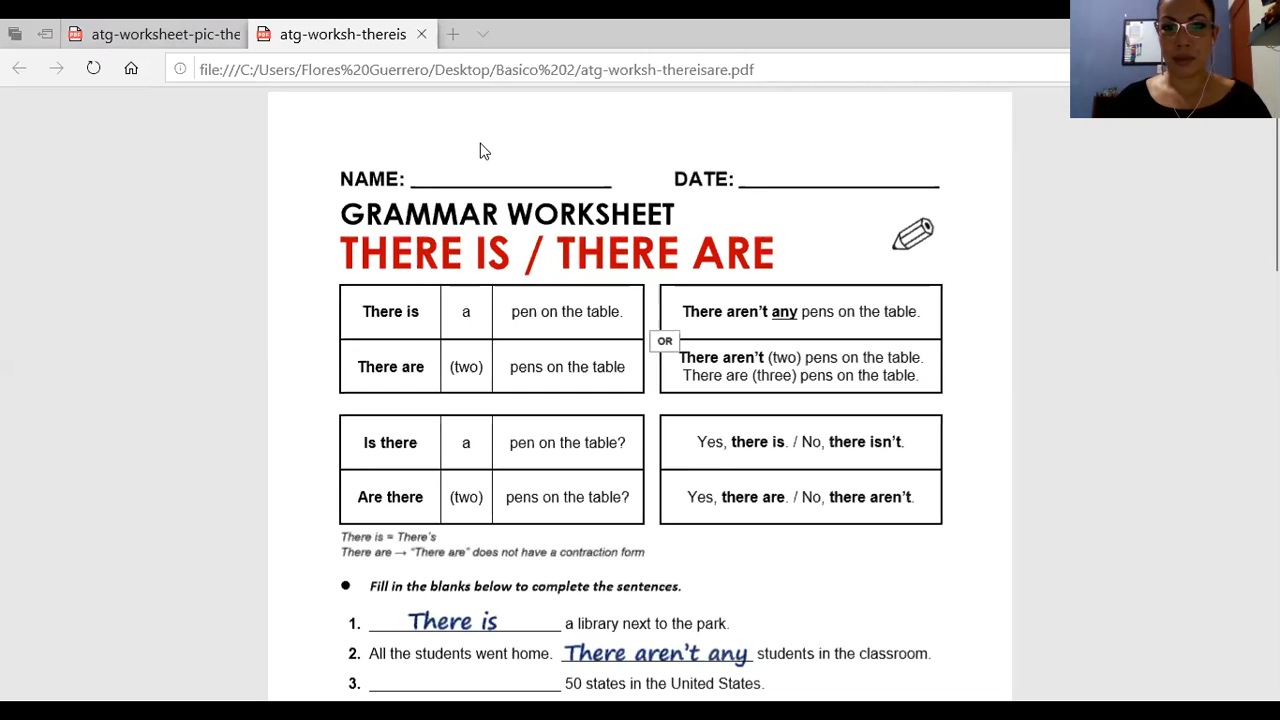 atg-worksheet-pic-the
atg-worksh-thereis
file:///C:/Users/Flores%20Guerrero/Desktop/Basico%202/atg-worksh-thereisare.pdf
NAME: DATE:
GRAMMAR WORKSHEET
THERE IS / THERE ARE
There is a pen on the table.
There are (two) pens on the table
OR
There aren't any pens on the table.
There aren't (two) pens on the table.
There are (three) pens on the table.
Is there a pen on the table?
Are there (two) pens on the table?
Yes, there is. / No, there isn't.
Yes, there are. / No, there aren't.
There is = There's
There are → "There are" does not have a contraction form
● Fill in the blanks below to complete the sentences.
1. There is a library next to the park.
2. All the students went home. There aren't any students in the classroom.
3. 50 states in the United States.